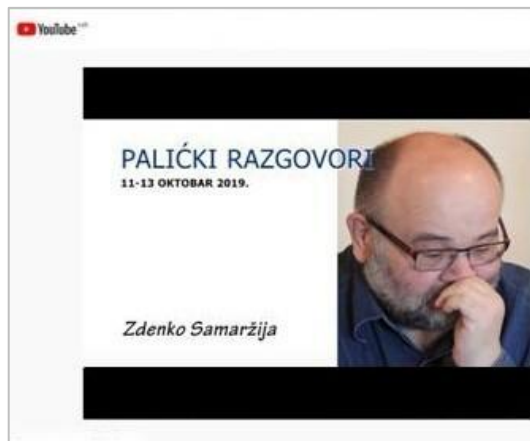 YouTube
PALIĆKI RAZGOVORI
11-13 OKTOBAR 2019.
Zdenko Samaržija